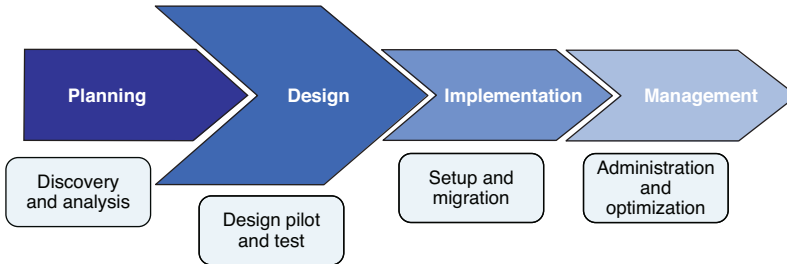 Planning
Design
Implementation
Management
Discovery
and analysis
Design pilot
and test
Setup and
migration
Administration
and
optimization